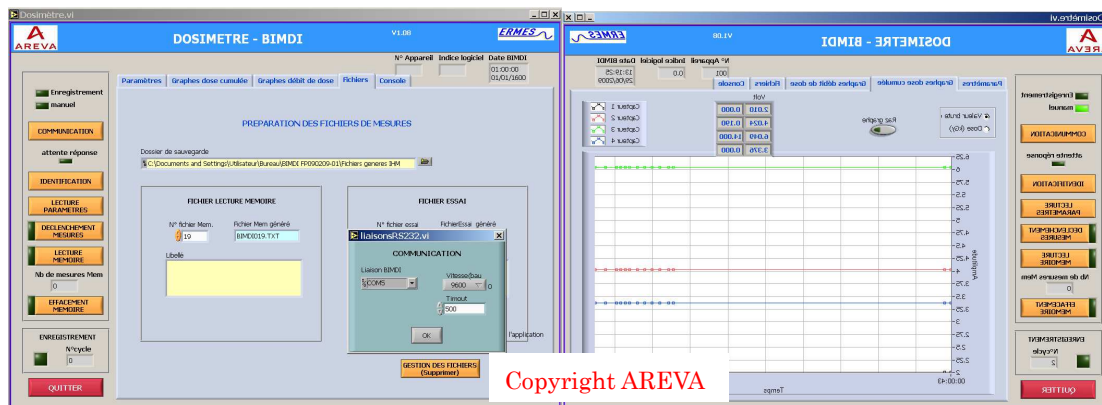 Dosimètre.vi
AREVA
DOSIMETRE - BIMDI
V1.08
ERMES
N° Appareil Indice logiciel Date BIMDI
01:00:00
01/01/1600
Paramètres Graphes dose cumulée Graphes débit de dose Fichiers Console
Enregistrement
manuel
COMMUNICATION
attente réponse
IDENTIFICATION
LECTURE
PARAMETRES
DECLENCHEMENT
MESURES
LECTURE
MEMOIRE
Nb de mesures Mem
0
EFFACEMENT
MEMOIRE
ENREGISTREMENT
N°cycle
0
QUITTER
PREPARATION DES FICHIERS DE MESURES
Dossier de sauvegarde
C:\Documents and Settings\Utilisateur\Bureau\BIMDI FP090209-01\Fichiers generes IHM
FICHIER LECTURE MEMOIRE
N° fichier Mem. Fichier Mem généré
19 BIMDI019.TXT
Libellé
FICHIER ESSAI
N° fichier essai FichierEssai généré
liaisonsRS232.vi
COMMUNICATION
Liaison BIMDI
COM5
Vitesse(bau
9600
0
Timout
500
OK
l'application
GESTION DES FICHIERS
(Supprimer)
Dosimètre.vi
AREVA
DOSIMETRE - BIMDI
V1.08
ERMES
N° Appareil Indice logiciel Date BIMDI
001 0.0
13:19:25
29/06/2009
Paramètres Graphes dose cumulée Graphes débit de dose Fichiers Console
Enregistrement
manuel
COMMUNICATION
attente réponse
IDENTIFICATION
LECTURE
PARAMETRES
DECLENCHEMENT
MESURES
LECTURE
MEMOIRE
Nb de mesures Mem
0
EFFACEMENT
MEMOIRE
ENREGISTREMENT
N°cycle
2
QUITTER
Valeur brute
Dose (kGy)
Raz graphe
Volt
2.010 0.000
4.024 0.190
6.049 14.000
3.376 0.000
Capteur 1
Capteur 2
Capteur 3
Capteur 4
Amplitude
6.25
6
5.75
5.5
5.25
5
4.75
4.5
4.25
4
3.75
3.5
3.25
3
2.75
2.5
2.25
2
00:00:43
Temps
Copyright AREVA